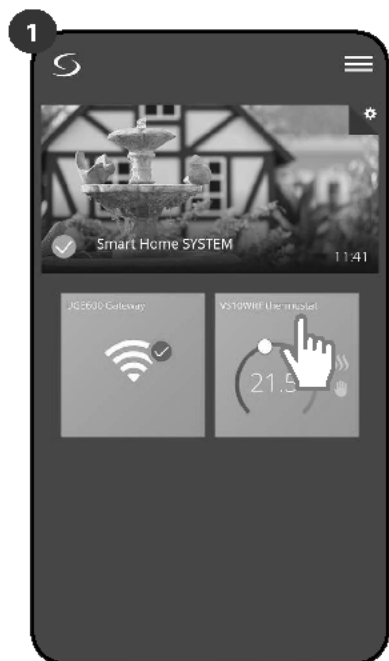 1
Smart Home SYSTEM
11:41
UGE600 Gateway
VS10WRF thermostat
21.5